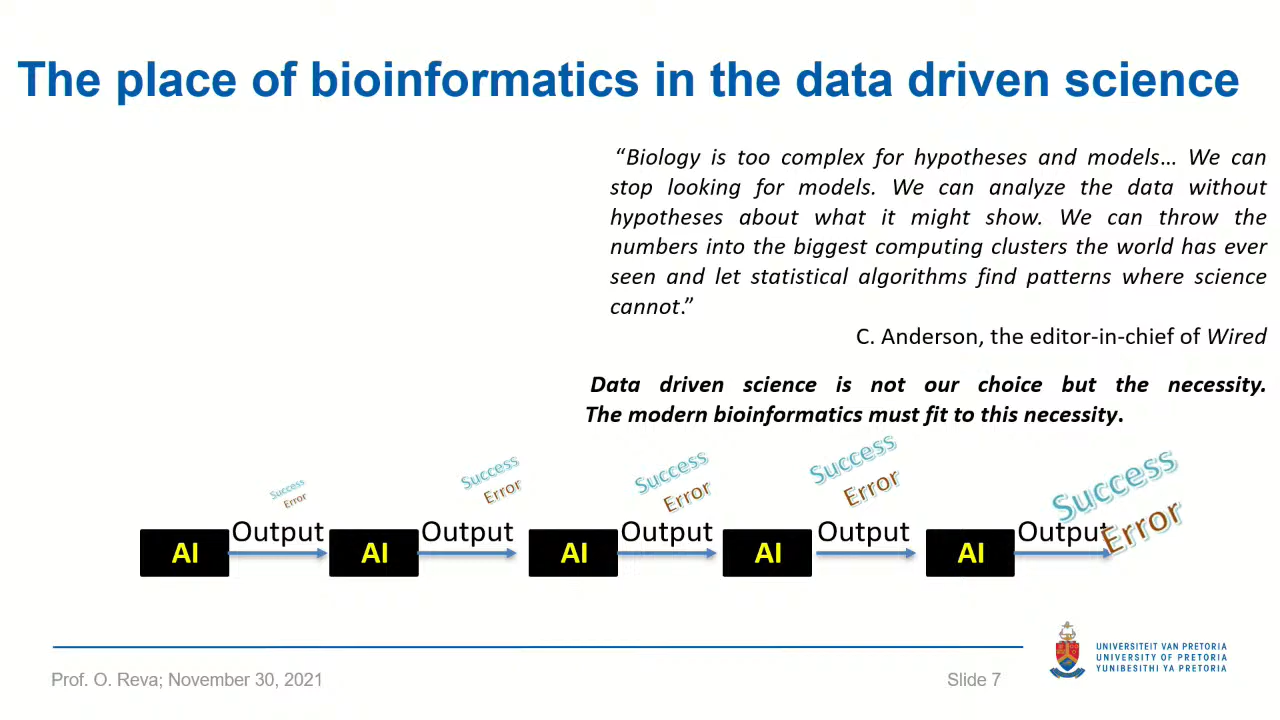 The place of bioinformatics in the data driven science
“Biology is too complex for hypotheses and models… We can
stop looking for models. We can analyze the data without
hypotheses about what it might show. We can throw the
numbers into the biggest computing clusters the world has ever
seen and let statistical algorithms find patterns where science
cannot.”
C. Anderson, the editor-in-chief of Wired
Data driven science is not our choice but the necessity.
The modern bioinformatics must fit to this necessity.
Success
Error
Success
Error
Success
Error
Success
Error
Success
Error
AI Output AI Output AI Output AI Output AI Output
UNIVERSITEIT VAN PRETORIA
UNIVERSITY OF PRETORIA
YUNIBESITHI YA PRETORIA
Prof. O. Reva; November 30, 2021
Slide 7